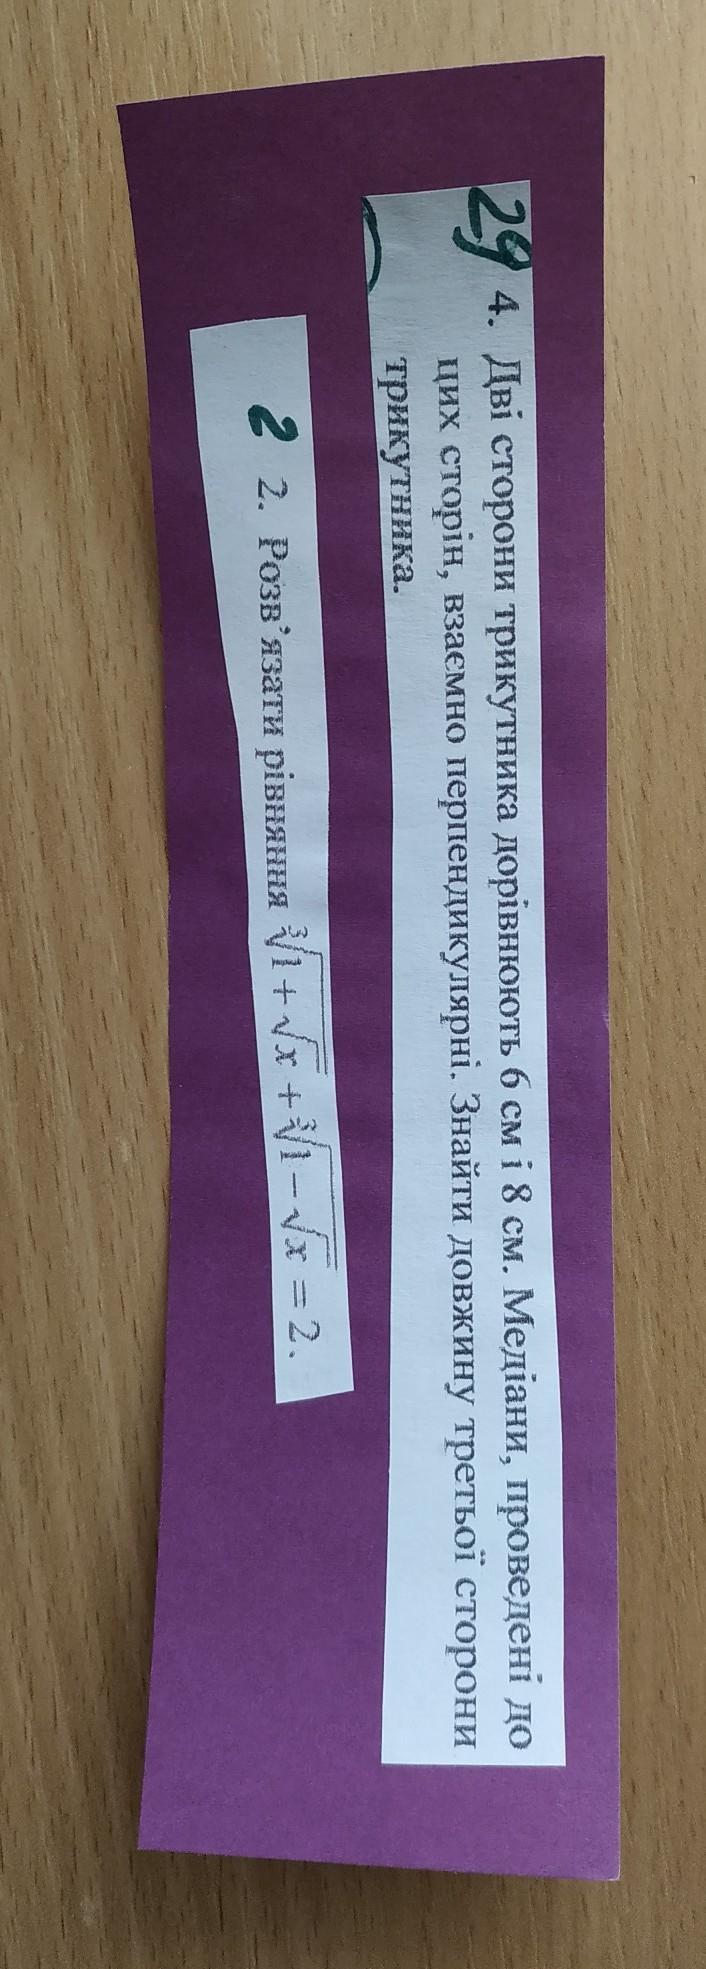 29 4. Дві сторони трикутника дорівнюють 6 см і 8 см. Медіани, проведені до
цих сторін, взаємно перпендикулярні. Знайти довжину третьої сторони
трикутника.
2 2. Розв’язати рівняння ∛(1+√x) + ∛(1−√x) = 2.